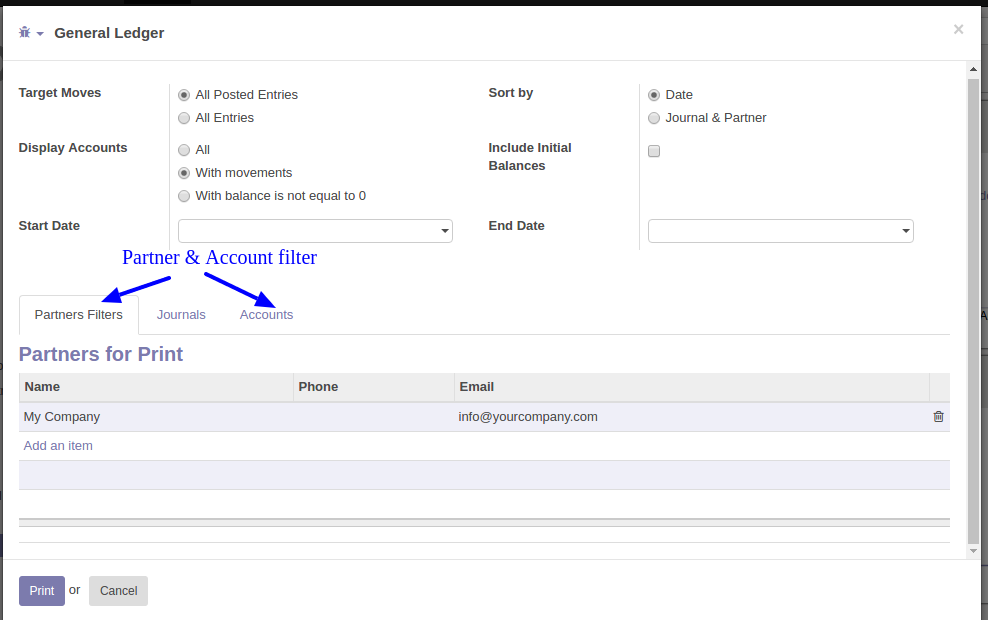 General Ledger ×
Target Moves
All Posted Entries
All Entries
Sort by
Date
Journal & Partner
Display Accounts
All
With movements
With balance is not equal to 0
Include Initial
Balances
Start Date
End Date
Partner & Account filter
Partners Filters Journals Accounts
Partners for Print
Name Phone Email
My Company info@yourcompany.com
Add an item
Print or Cancel